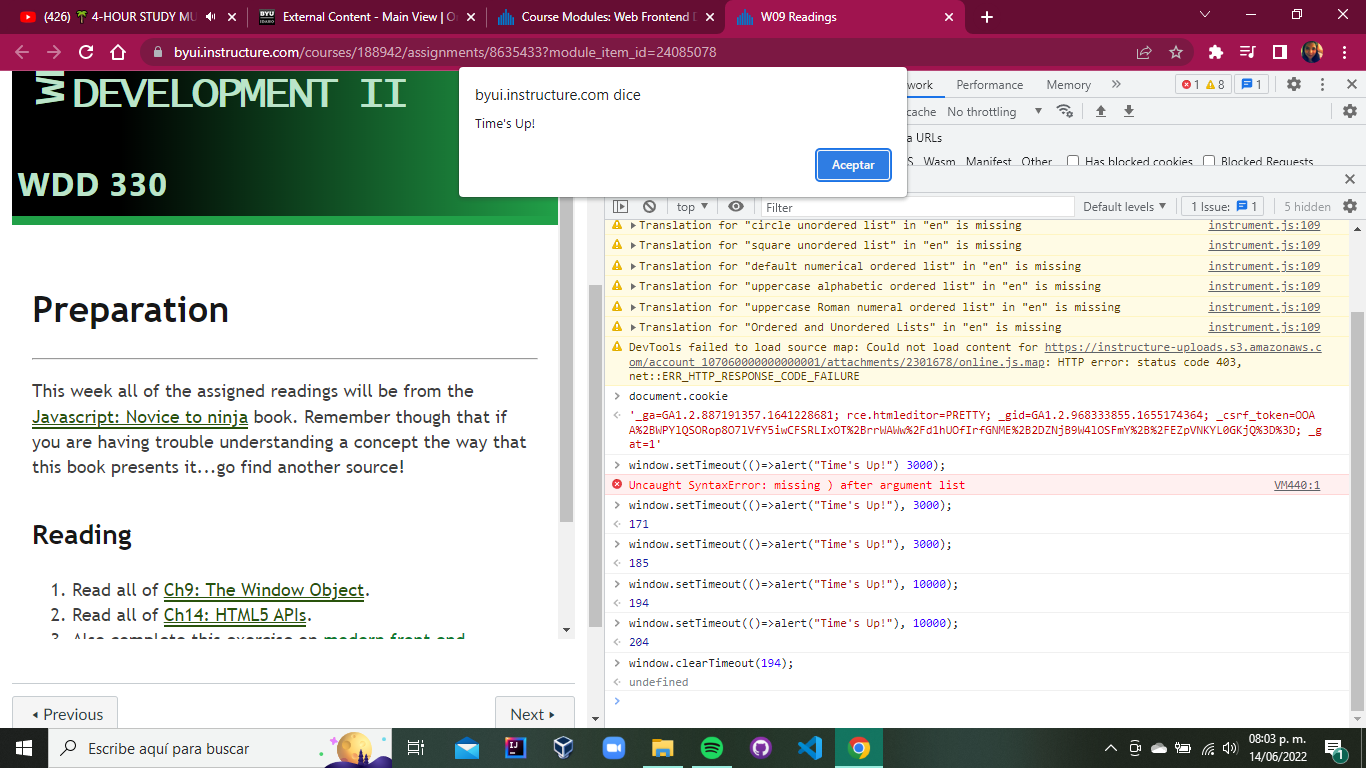 (426) 🌴 4-HOUR STUDY MU
External Content - Main View | O
Course Modules: Web Frontend D
W09 Readings
byui.instructure.com/courses/188942/assignments/8635433?module_item_id=24085078
byui.instructure.com dice
Time's Up!
Aceptar
DEVELOPMENT II
WDD 330
Preparation
This week all of the assigned readings will be from the
Javascript: Novice to ninja book. Remember though that if
you are having trouble understanding a concept the way that
this book presents it...go find another source!
Reading
1. Read all of Ch9: The Window Object.
2. Read all of Ch14: HTML5 APIs.
3. Also complete this exercise on modern front-end
Previous
Next
work Performance Memory 1 8 1
cache No throttling
a URLs
S Wasm Manifest Other Has blocked cookies Blocked Requests
top Filter Default levels 1 Issue: 1 5 hidden
Translation for "circle unordered list" in "en" is missing instrument.js:109
Translation for "square unordered list" in "en" is missing instrument.js:109
Translation for "default numerical ordered list" in "en" is missing instrument.js:109
Translation for "uppercase alphabetic ordered list" in "en" is missing instrument.js:109
Translation for "uppercase Roman numeral ordered list" in "en" is missing instrument.js:109
Translation for "Ordered and Unordered Lists" in "en" is missing instrument.js:109
DevTools failed to load source map: Could not load content for https://instructure-uploads.s3.amazonaws.c
om/account_107060000000000001/attachments/2301678/online.js.map: HTTP error: status code 403,
net::ERR_HTTP_RESPONSE_CODE_FAILURE
document.cookie
'_ga=GA1.2.887191357.1641228681; rce.htmleditor=PRETTY; _gid=GA1.2.968333855.1655174364; _csrf_token=OOA
A%2BWPY1QSORop8O7lVfY5iwCFSRLIxOT%2BrrWAWw%2Fd1hUOfIrfGNME%2B2DZNjB9W4lOSFmY%2B%2FEZpVNKYL0GKjQ%3D%3D; _g
at=1'
window.setTimeout(()=>alert("Time's Up!") 3000);
Uncaught SyntaxError: missing ) after argument list VM440:1
window.setTimeout(()=>alert("Time's Up!"), 3000);
171
window.setTimeout(()=>alert("Time's Up!"), 3000);
185
window.setTimeout(()=>alert("Time's Up!"), 10000);
194
window.setTimeout(()=>alert("Time's Up!"), 10000);
204
window.clearTimeout(194);
undefined
Escribe aquí para buscar
08:03 p. m.
14/06/2022
1